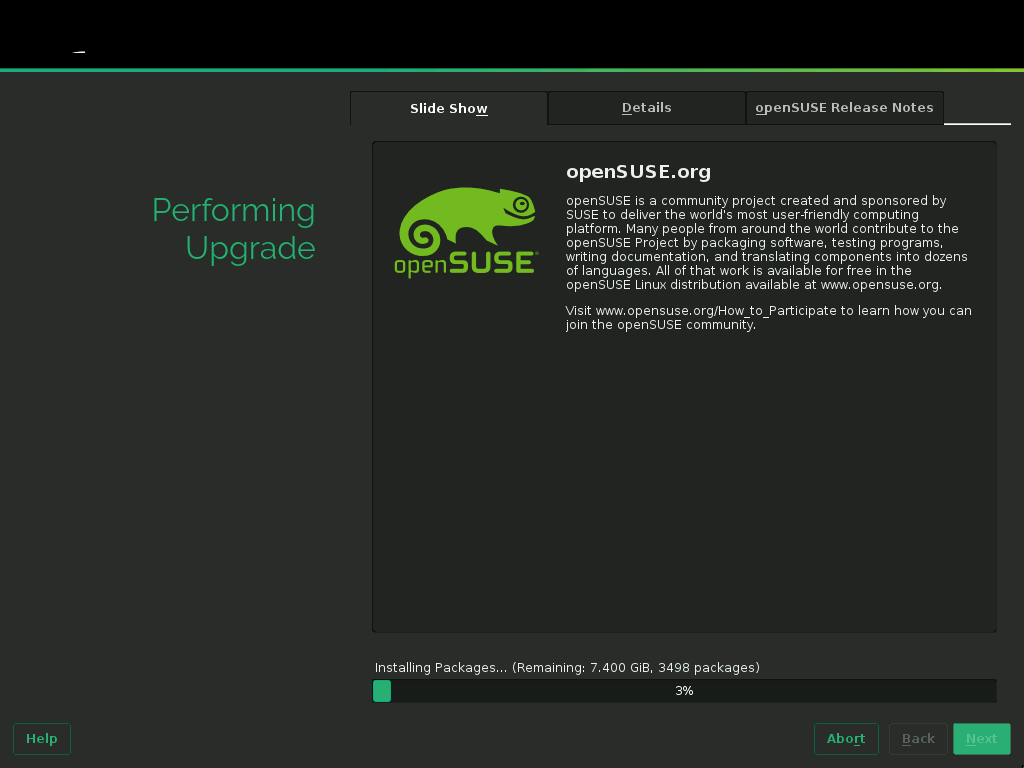 Slide Show
Details
openSUSE Release Notes
Performing
Upgrade
openSUSE
openSUSE.org
openSUSE is a community project created and sponsored by
SUSE to deliver the world's most user-friendly computing
platform. Many people from around the world contribute to the
openSUSE Project by packaging software, testing programs,
writing documentation, and translating components into dozens
of languages. All of that work is available for free in the
openSUSE Linux distribution available at www.opensuse.org.
Visit www.opensuse.org/How_to_Participate to learn how you can
join the openSUSE community.
Installing Packages... (Remaining: 7.400 GiB, 3498 packages)
3%
Help
Abort
Back
Next